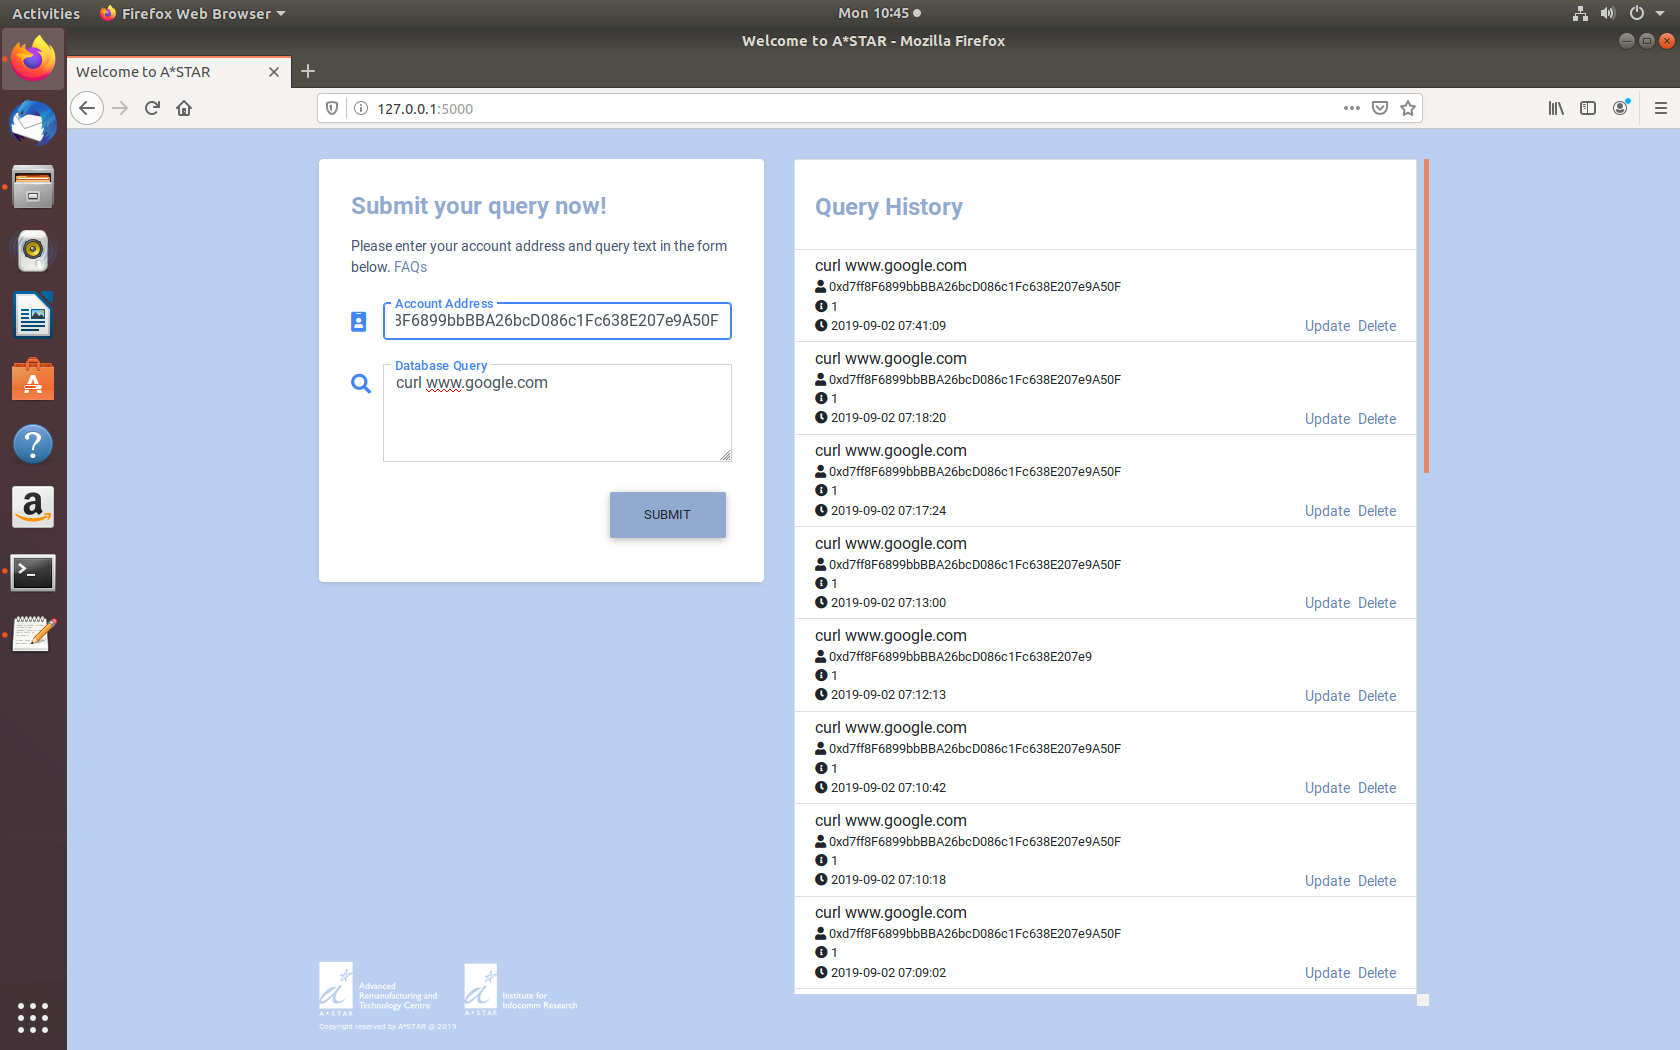 Activities
Firefox Web Browser
Mon 10:45
Welcome to A*STAR - Mozilla Firefox
Welcome to A*STAR
127.0.0.1:5000
Submit your query now!
Please enter your account address and query text in the form
below. FAQs
Account Address
8F6899bbBBA26bcD086c1Fc638E207e9A50F
Database Query
curl www.google.com
SUBMIT
Query History
curl www.google.com
0xd7ff8F6899bbBBA26bcD086c1Fc638E207e9A50F
1
2019-09-02 07:41:09
Update Delete
curl www.google.com
0xd7ff8F6899bbBBA26bcD086c1Fc638E207e9A50F
1
2019-09-02 07:18:20
Update Delete
curl www.google.com
0xd7ff8F6899bbBBA26bcD086c1Fc638E207e9A50F
1
2019-09-02 07:17:24
Update Delete
curl www.google.com
0xd7ff8F6899bbBBA26bcD086c1Fc638E207e9A50F
1
2019-09-02 07:13:00
Update Delete
curl www.google.com
0xd7ff8F6899bbBBA26bcD086c1Fc638E207e9
1
2019-09-02 07:12:13
Update Delete
curl www.google.com
0xd7ff8F6899bbBBA26bcD086c1Fc638E207e9A50F
1
2019-09-02 07:10:42
Update Delete
curl www.google.com
0xd7ff8F6899bbBBA26bcD086c1Fc638E207e9A50F
1
2019-09-02 07:10:18
Update Delete
curl www.google.com
0xd7ff8F6899bbBBA26bcD086c1Fc638E207e9A50F
1
2019-09-02 07:09:02
Update Delete
Advanced
Remanufacturing and
Technology Centre
A*STAR
Institute for
Infocomm Research
A*STAR
Copyright reserved by A*STAR @ 2019